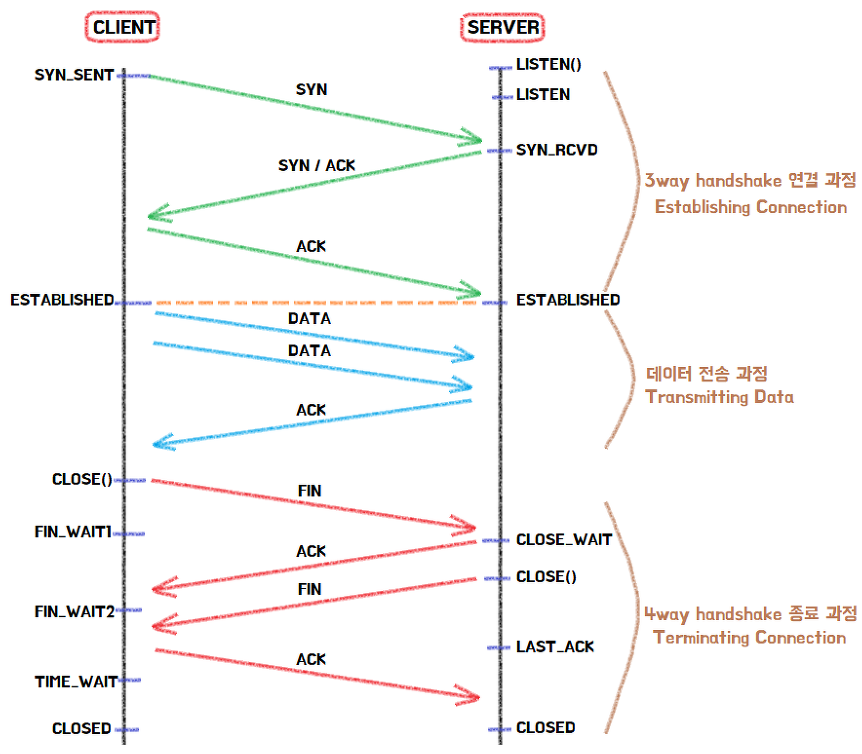 CLIENT
SERVER
LISTEN()
SYN_SENT
SYN
LISTEN
SYN_RCVD
SYN / ACK
3way handshake 연결 과정
Establishing Connection
ACK
ESTABLISHED
ESTABLISHED
DATA
DATA
데이터 전송 과정
Transmitting Data
ACK
CLOSE()
FIN
FIN_WAIT1
CLOSE_WAIT
ACK
CLOSE()
FIN
FIN_WAIT2
4way handshake 종료 과정
Terminating Connection
LAST_ACK
ACK
TIME_WAIT
CLOSED
CLOSED